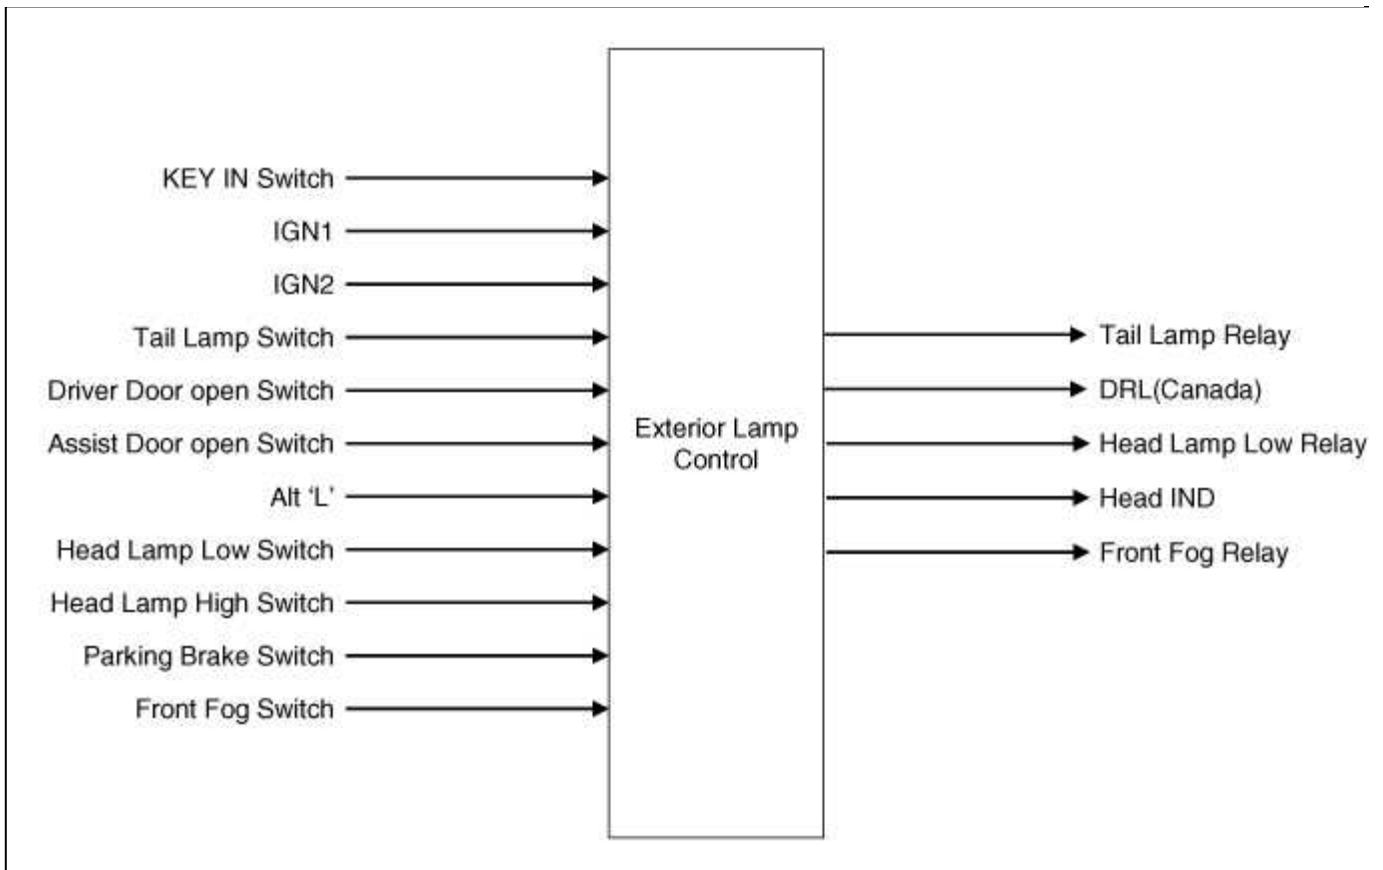 KEY IN Switch
IGN1
IGN2
Tail Lamp Switch
Driver Door open Switch
Assist Door open Switch
Alt ‘L’
Head Lamp Low Switch
Head Lamp High Switch
Parking Brake Switch
Front Fog Switch
Exterior Lamp
Control
Tail Lamp Relay
DRL(Canada)
Head Lamp Low Relay
Head IND
Front Fog Relay